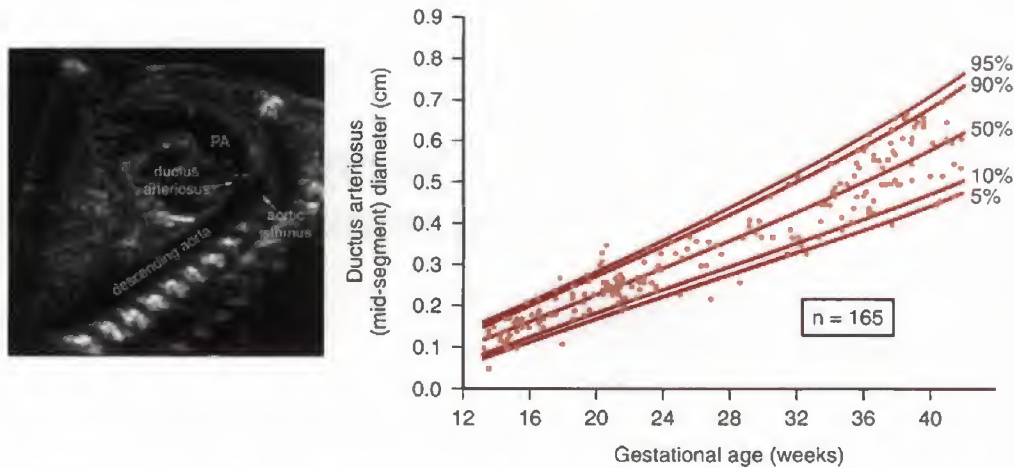 PA
ductus
arteriosus
aortic
isthmus
descending aorta
Ductus arteriosus
(mid-segment) diameter (cm)
0.9
0.8
0.7
0.6
0.5
0.4
0.3
0.2
0.1
0.0
95%
90%
50%
10%
5%
n = 165
12 16 20 24 28 32 36 40
Gestational age (weeks)